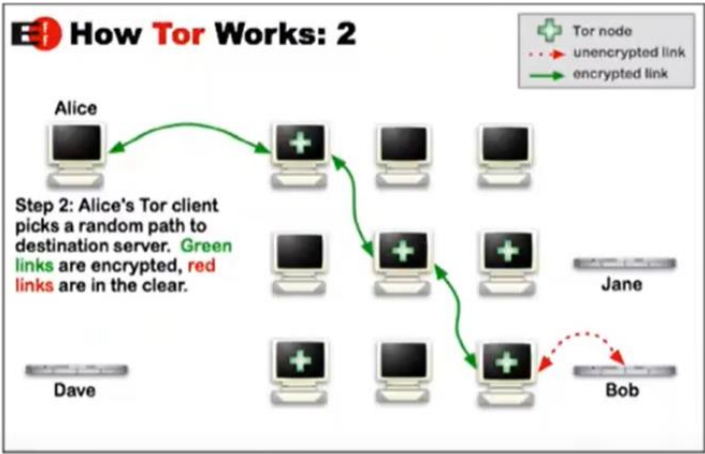 EFF How Tor Works: 2
Tor node
unencrypted link
encrypted link
Alice
Step 2: Alice's Tor client
picks a random path to
destination server. Green
links are encrypted, red
links are in the clear.
Jane
Dave
Bob